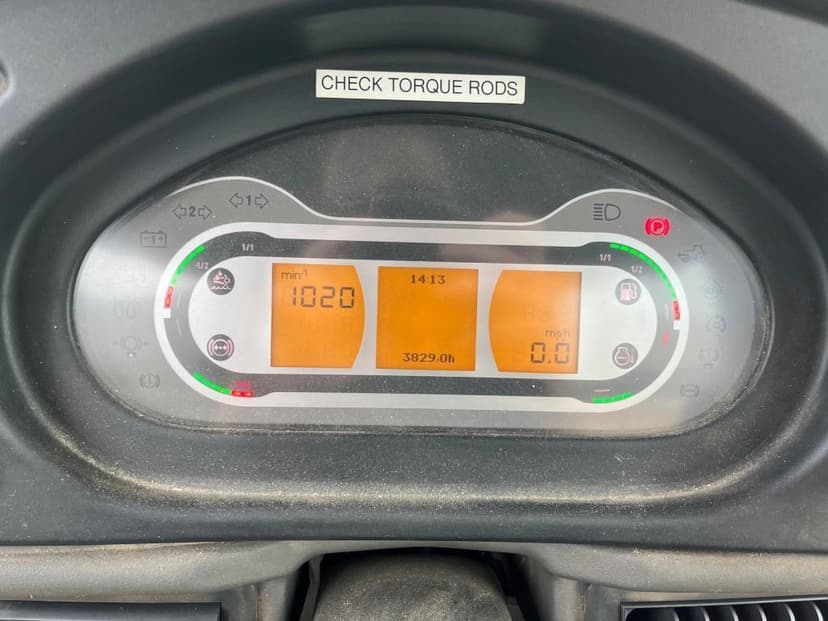 CHECK TORQUE RODS
2
1
1/1
1/2
1/1
1/2
P
min-1
1020
14:13
3829.0h
mph
0.0